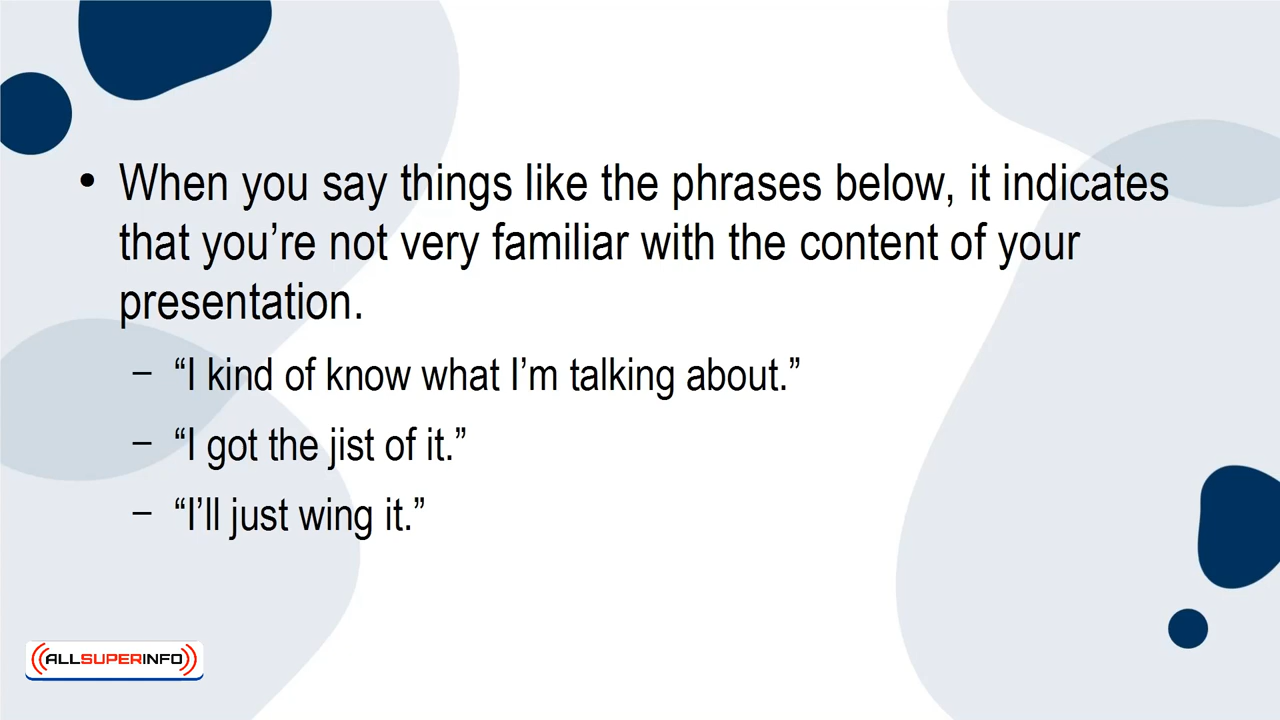 • When you say things like the phrases below, it indicates
that you’re not very familiar with the content of your
presentation.
– “I kind of know what I’m talking about.”
– “I got the jist of it.”
– “I’ll just wing it.”
ALLSUPERINFO